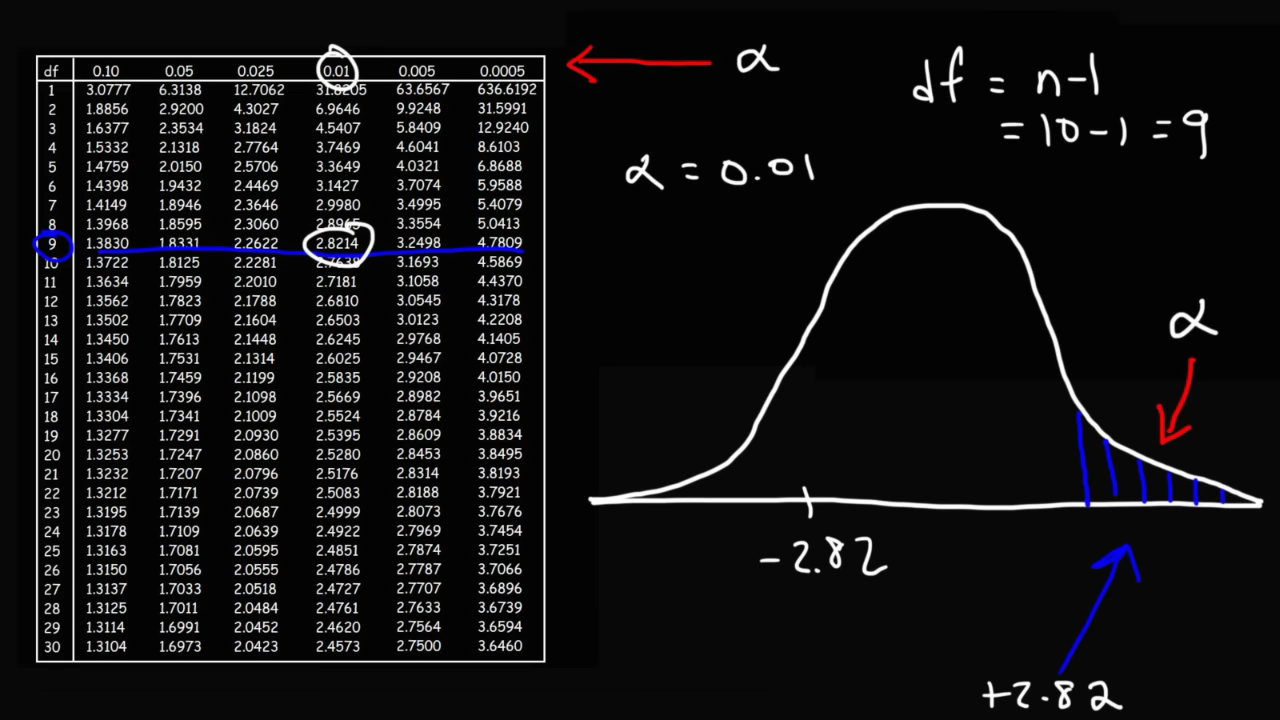 df 0.10 0.05 0.025 0.01 0.005 0.0005
1 3.0777 6.3138 12.7062 31.8205 63.6567 636.6192
2 1.8856 2.9200 4.3027 6.9646 9.9248 31.5991
3 1.6377 2.3534 3.1824 4.5407 5.8409 12.9240
4 1.5332 2.1318 2.7764 3.7469 4.6041 8.6103
5 1.4759 2.0150 2.5706 3.3649 4.0321 6.8688
6 1.4398 1.9432 2.4469 3.1427 3.7074 5.9588
7 1.4149 1.8946 2.3646 2.9980 3.4995 5.4079
8 1.3968 1.8595 2.3060 2.8965 3.3554 5.0413
9 1.3830 1.8331 2.2622 2.8214 3.2498 4.7809
10 1.3722 1.8125 2.2281 2.7638 3.1693 4.5869
11 1.3634 1.7959 2.2010 2.7181 3.1058 4.4370
12 1.3562 1.7823 2.1788 2.6810 3.0545 4.3178
13 1.3502 1.7709 2.1604 2.6503 3.0123 4.2208
14 1.3450 1.7613 2.1448 2.6245 2.9768 4.1405
15 1.3406 1.7531 2.1314 2.6025 2.9467 4.0728
16 1.3368 1.7459 2.1199 2.5835 2.9208 4.0150
17 1.3334 1.7396 2.1098 2.5669 2.8982 3.9651
18 1.3304 1.7341 2.1009 2.5524 2.8784 3.9216
19 1.3277 1.7291 2.0930 2.5395 2.8609 3.8834
20 1.3253 1.7247 2.0860 2.5280 2.8453 3.8495
21 1.3232 1.7207 2.0796 2.5176 2.8314 3.8193
22 1.3212 1.7171 2.0739 2.5083 2.8188 3.7921
23 1.3195 1.7139 2.0687 2.4999 2.8073 3.7676
24 1.3178 1.7109 2.0639 2.4922 2.7969 3.7454
25 1.3163 1.7081 2.0595 2.4851 2.7874 3.7251
26 1.3150 1.7056 2.0555 2.4786 2.7787 3.7066
27 1.3137 1.7033 2.0518 2.4727 2.7707 3.6896
28 1.3125 1.7011 2.0484 2.4761 2.7633 3.6739
29 1.3114 1.6991 2.0452 2.4620 2.7564 3.6594
30 1.3104 1.6973 2.0423 2.4573 2.7500 3.6460
α
df = n-1
= 10-1 = 9
α = 0.01
α
-2.82
+2.82